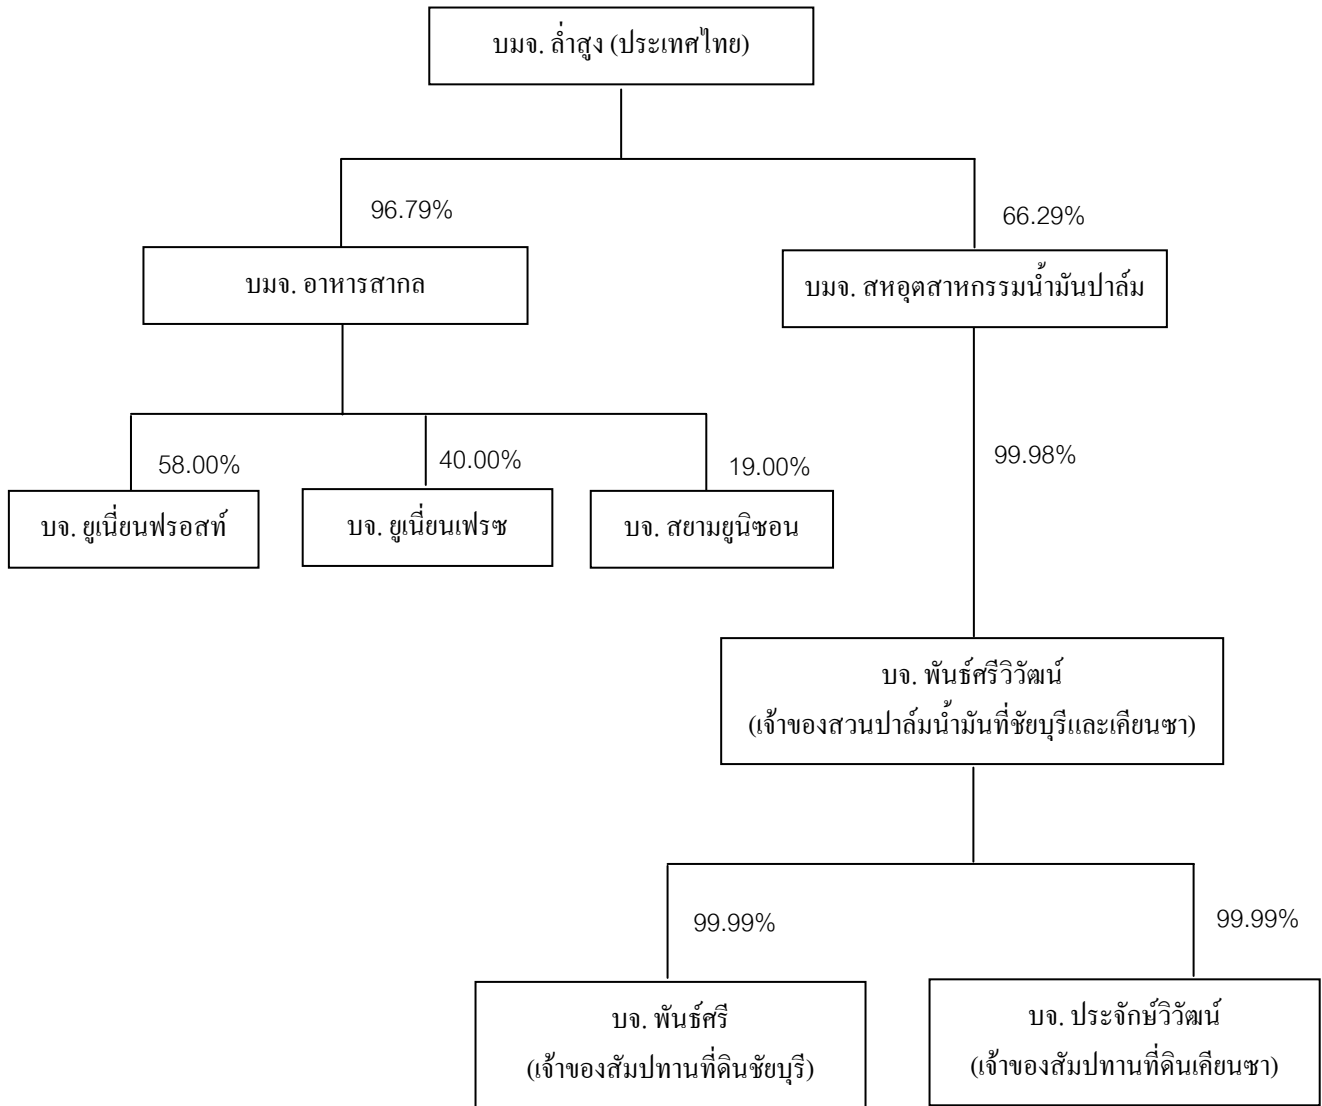 บมจ. ล่ำสูง (ประเทศไทย)
96.79%
66.29%
บมจ. อาหารสากล
บมจ. สหอุตสาหกรรมน้ำมันปาล์ม
58.00%
40.00%
19.00%
99.98%
บจ. ยูเนี่ยนฟรอสท์
บจ. ยูเนี่ยนเฟรช
บจ. สยามยูนิซอน
บจ. พันธ์ศรีวิวัฒน์
(เจ้าของสวนปาล์มน้ำมันที่ชัยบุรีและเคียนซา)
99.99%
99.99%
บจ. พันธ์ศรี
(เจ้าของสัมปทานที่ดินชัยบุรี)
บจ. ประจักษ์วิวัฒน์
(เจ้าของสัมปทานที่ดินเคียนซา)